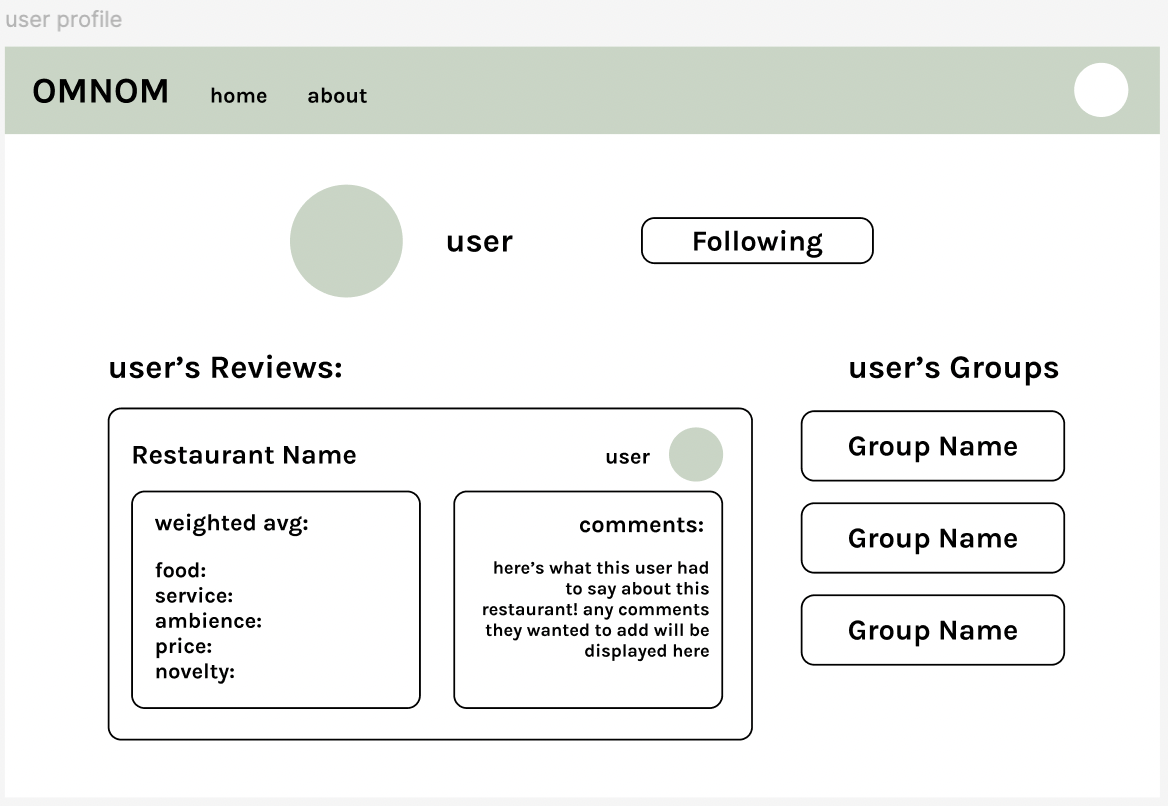 user profile
OMNOM
home
about
user
Following
user’s Reviews:
Restaurant Name
user
weighted avg:
food:
service:
ambience:
price:
novelty:
comments:
here’s what this user had
to say about this
restaurant! any comments
they wanted to add will be
displayed here
user’s Groups
Group Name
Group Name
Group Name